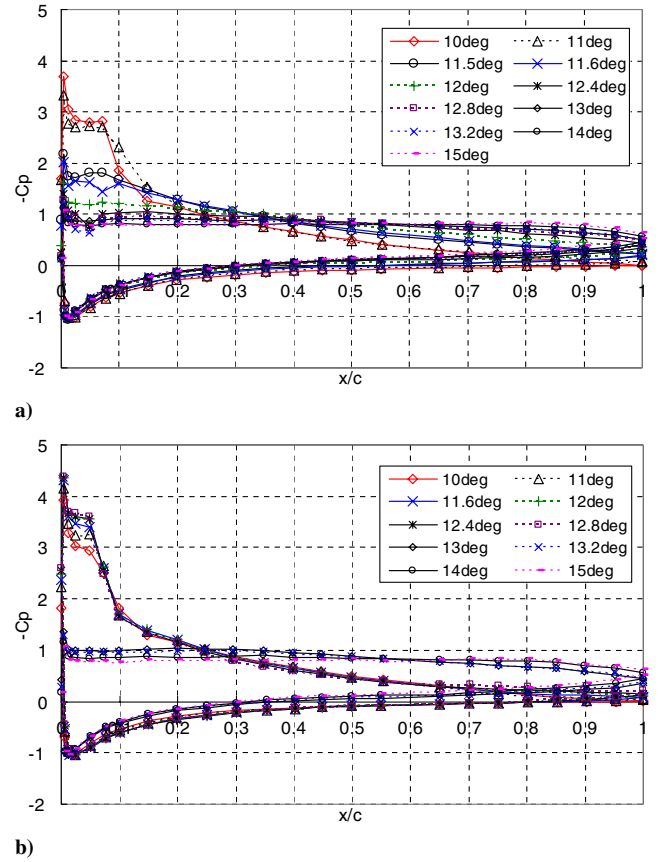 5
4
3
2
1
0
-1
-2
-Cp
0 0.1 0.2 0.3 0.4 0.5 0.6 0.7 0.8 0.9 1
x/c
10deg 11deg
11.5deg 11.6deg
12deg 12.4deg
12.8deg 13deg
13.2deg 14deg
15deg
a)
5
4
3
2
1
0
-1
-2
-Cp
0 0.1 0.2 0.3 0.4 0.5 0.6 0.7 0.8 0.9 1
x/c
10deg 11deg
11.6deg 12deg
12.4deg 12.8deg
13deg 13.2deg
14deg 15deg
b)